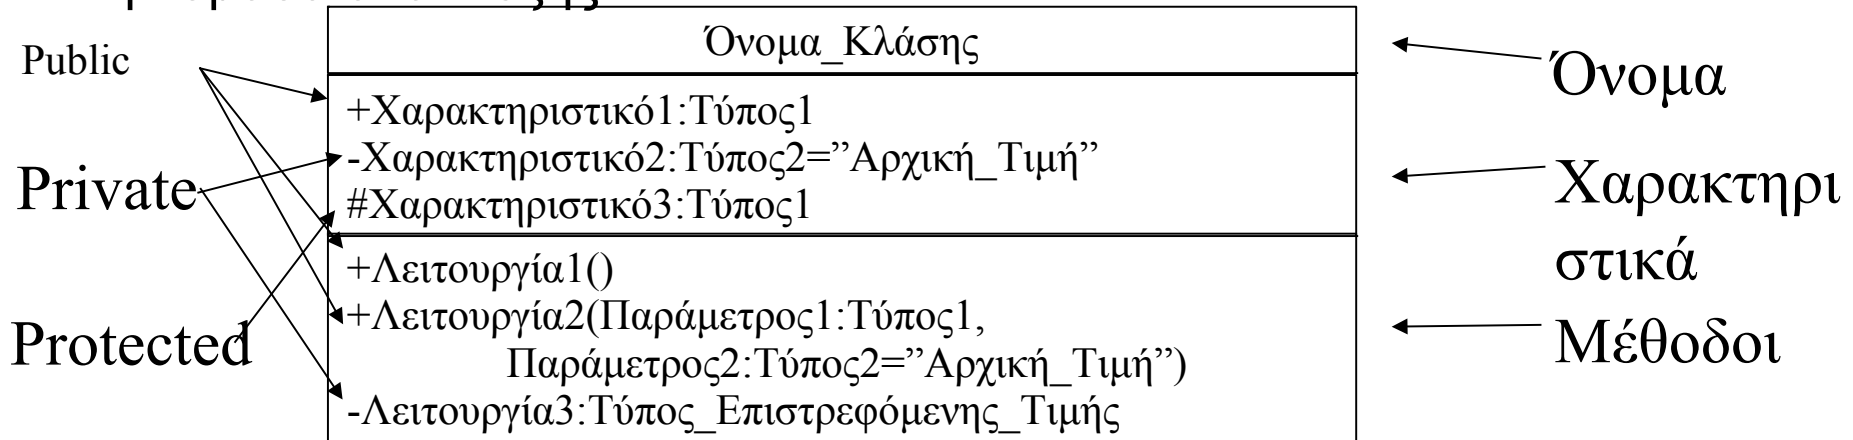 Public
Private
Protected
Όνομα_Κλάσης
+Χαρακτηριστικό1:Τύπος1
-Χαρακτηριστικό2:Τύπος2=”Αρχική_Τιμή”
#Χαρακτηριστικό3:Τύπος1
+Λειτουργία1()
+Λειτουργία2(Παράμετρος1:Τύπος1,
Παράμετρος2:Τύπος2=”Αρχική_Τιμή”)
-Λειτουργία3:Τύπος_Επιστρεφόμενης_Τιμής
Όνομα
Χαρακτηρι
στικά
Μέθοδοι